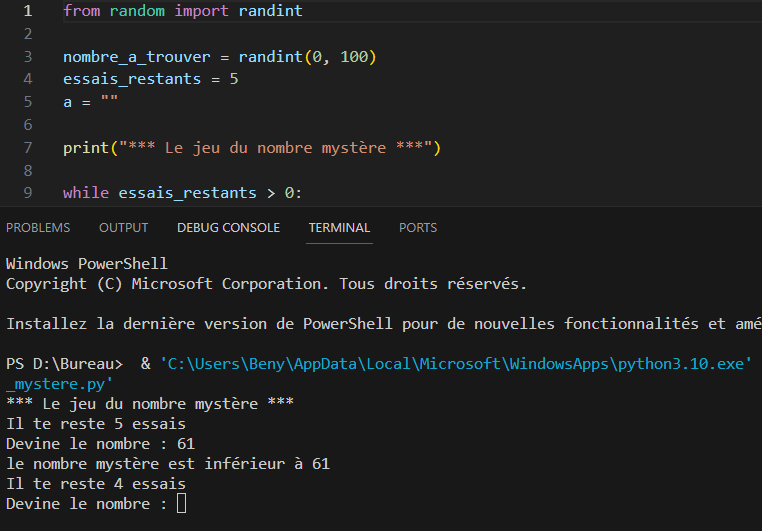 1 from random import randint
2
3 nombre_a_trouver = randint(0, 100)
4 essais_restants = 5
5 a = ""
6
7 print("*** Le jeu du nombre mystère ***")
8
9 while essais_restants > 0:
PROBLEMS OUTPUT DEBUG CONSOLE TERMINAL PORTS
Windows PowerShell
Copyright (C) Microsoft Corporation. Tous droits réservés.
Installez la dernière version de PowerShell pour de nouvelles fonctionnalités et amé
PS D:\Bureau>  & 'C:\Users\Beny\AppData\Local\Microsoft\WindowsApps\python3.10.exe'
_mystere.py'
*** Le jeu du nombre mystère ***
Il te reste 5 essais
Devine le nombre : 61
le nombre mystère est inférieur à 61
Il te reste 4 essais
Devine le nombre :